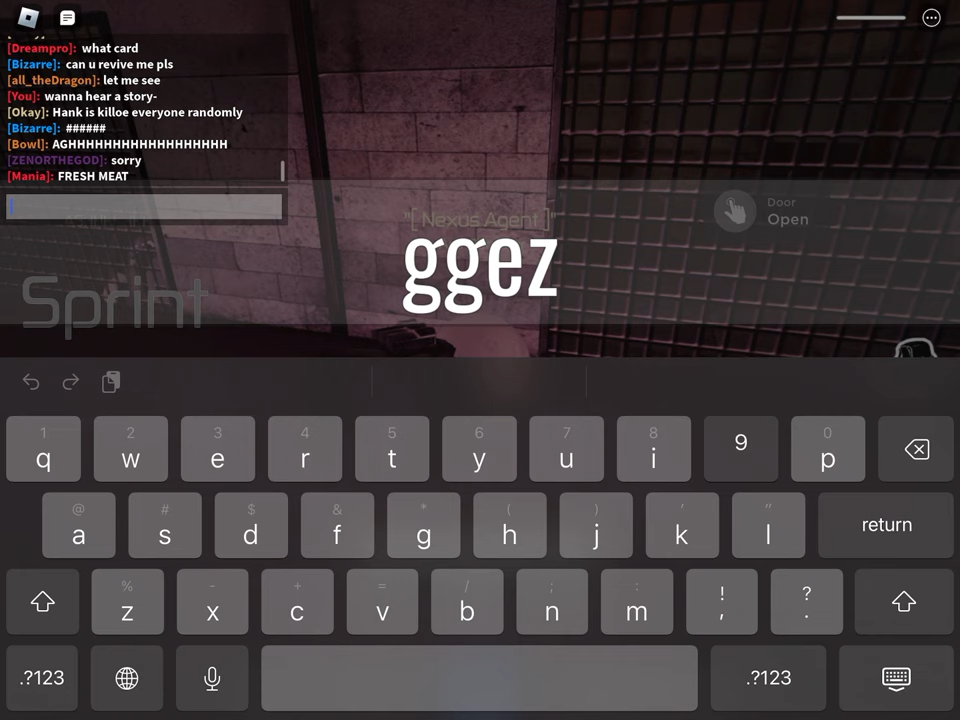 [Dreampro]: what card
[Bizarre]: can u revive me pls
[all_theDragon]: let me see
[You]: wanna hear a story-
[Okay]: Hank is killoe everyone randomly
[Bizarre]: ######
[Bowl]: AGHHHHHHHHHHHHHHHHHH
[ZENORTHEGOD]: sorry
[Mania]: FRESH MEAT
Door
Open
"[ Nexus Agent ]"
ggez
Sprint
1 2 3 4 5 6 7 8 9 0
q w e r t y u i p
@ # $ & * ( ) ' "
a s d f g h j k l return
% - + = / ; : ! ?
z x c v b n m , .
.?123 .?123